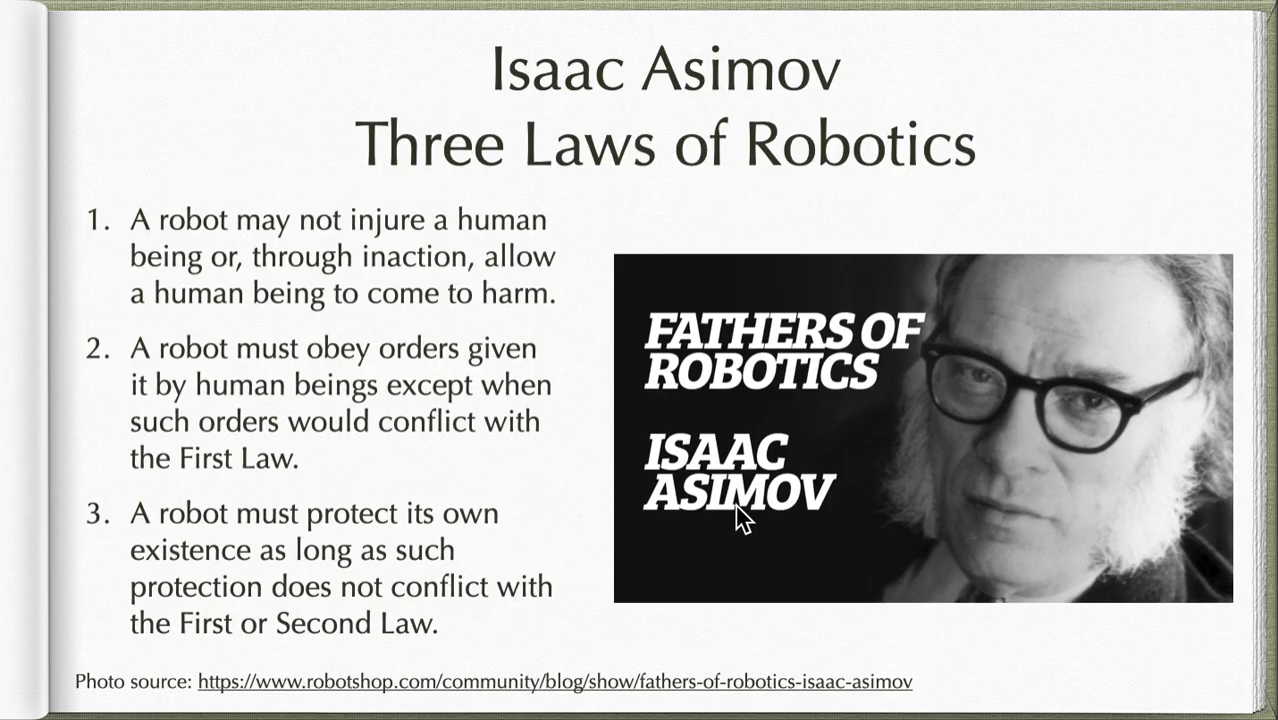 Isaac Asimov
Three Laws of Robotics
1. A robot may not injure a human
being or, through inaction, allow
a human being to come to harm.
2. A robot must obey orders given
it by human beings except when
such orders would conflict with
the First Law.
3. A robot must protect its own
existence as long as such
protection does not conflict with
the First or Second Law.
FATHERS OF
ROBOTICS
ISAAC
ASIMOV
Photo source: https://www.robotshop.com/community/blog/show/fathers-of-robotics-isaac-asimov